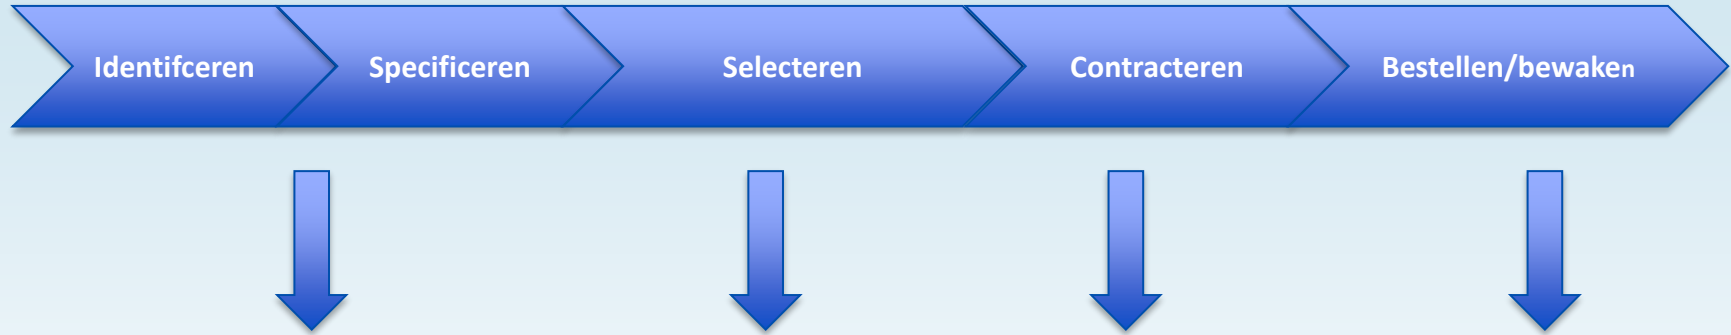 Identifceren
Specificeren
Selecteren
Contracteren
Bestellen/bewaken